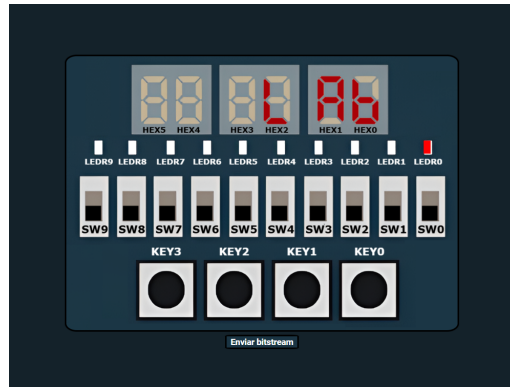 HEX5 HEX4 HEX3 HEX2 HEX1 HEX0
LEDR9 LEDR8 LEDR7 LEDR6 LEDR5 LEDR4 LEDR3 LEDR2 LEDR1 LEDR0
SW9 SW8 SW7 SW6 SW5 SW4 SW3 SW2 SW1 SW0
KEY3 KEY2 KEY1 KEY0
Enviar bitstream